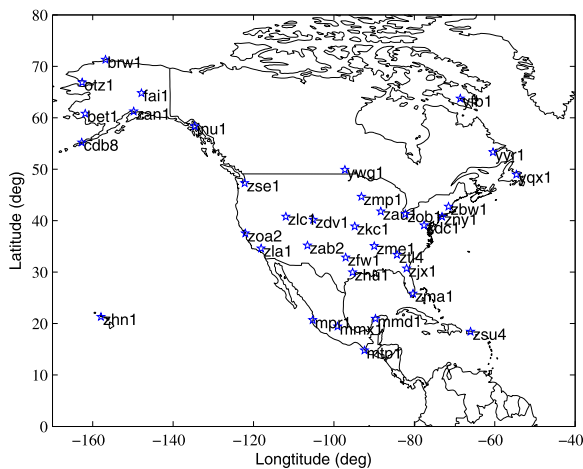 80
70
60
50
40
30
20
10
0
Latitude (deg)
brw1
otz1
fai1
bet1
zan1
cdb8
jnu1
yfb1
yyr1
yqx1
ywg1
zse1
zmp1
zlc1
zdv1
zau1
zob1
zbw1
zny1
zdc1
zkc1
zoa2
zla1
zab2
zme1
ztl4
zfw1
zhu1
zjx1
zma1
zhn1
mpr1
mmx1
mmd1
mtp1
zsu4
−160
−140
−120
−100
−80
−60
−40
Longtitude (deg)